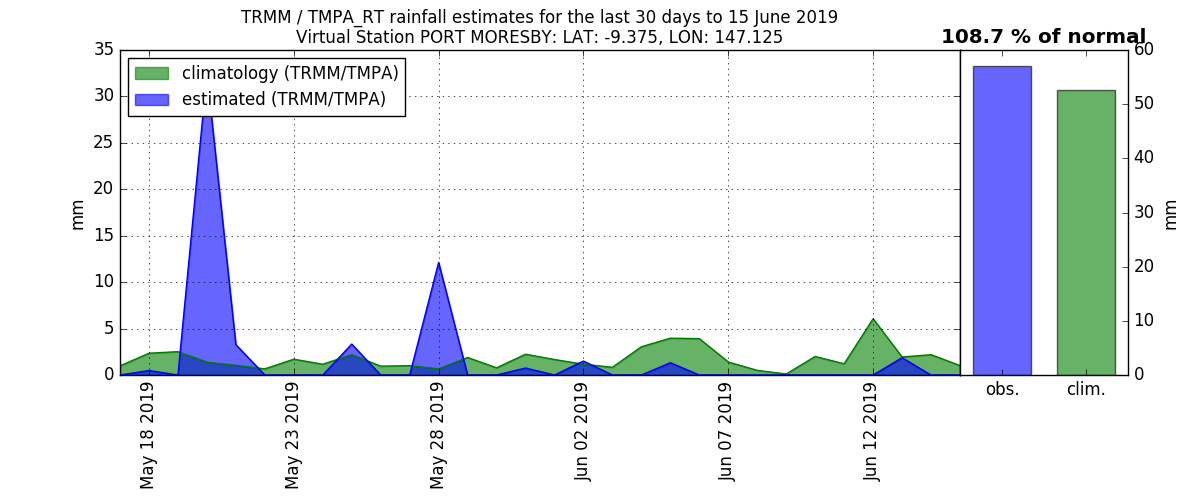 TRMM / TMPA_RT rainfall estimates for the last 30 days to 15 June 2019
Virtual Station PORT MORESBY: LAT: -9.375, LON: 147.125
108.7 % of normal
climatology (TRMM/TMPA)
estimated (TRMM/TMPA)
35
30
25
20
15
10
5
0
mm
May 18 2019
May 23 2019
May 28 2019
Jun 02 2019
Jun 07 2019
Jun 12 2019
60
50
40
30
20
10
0
mm
obs.
clim.